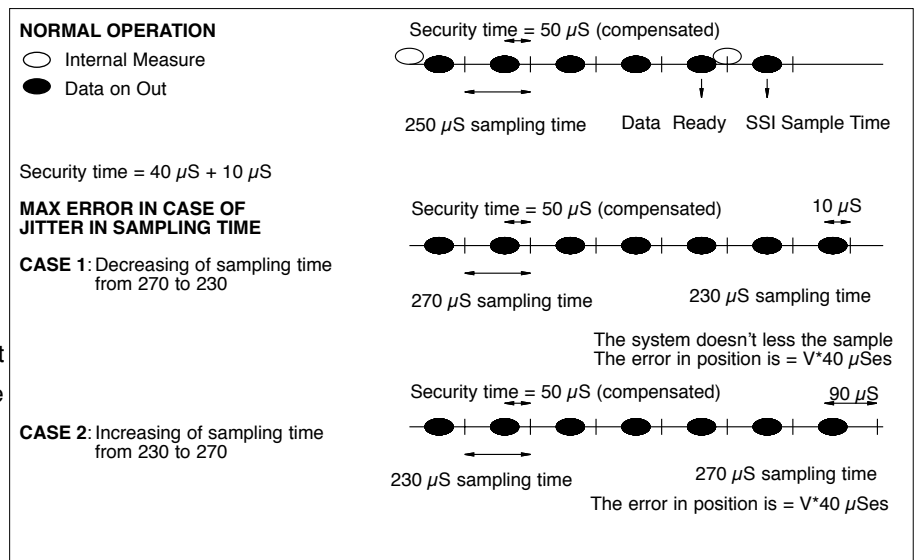 NORMAL OPERATION
Internal Measure
Data on Out
Security time = 50 µS (compensated)
250 µS sampling time
Data Ready
SSI Sample Time
Security time = 40 µS + 10 µS
MAX ERROR IN CASE OF
JITTER IN SAMPLING TIME
CASE 1: Decreasing of sampling time
from 270 to 230
Security time = 50 µS (compensated)
10 µS
270 µS sampling time
230 µS sampling time
The system doesn't less the sample
The error in position is = V*40 µSes
t
e
CASE 2: Increasing of sampling time
from 230 to 270
Security time = 50 µS (compensated)
90 µS
230 µS sampling time
270 µS sampling time
The error in position is = V*40 µSes